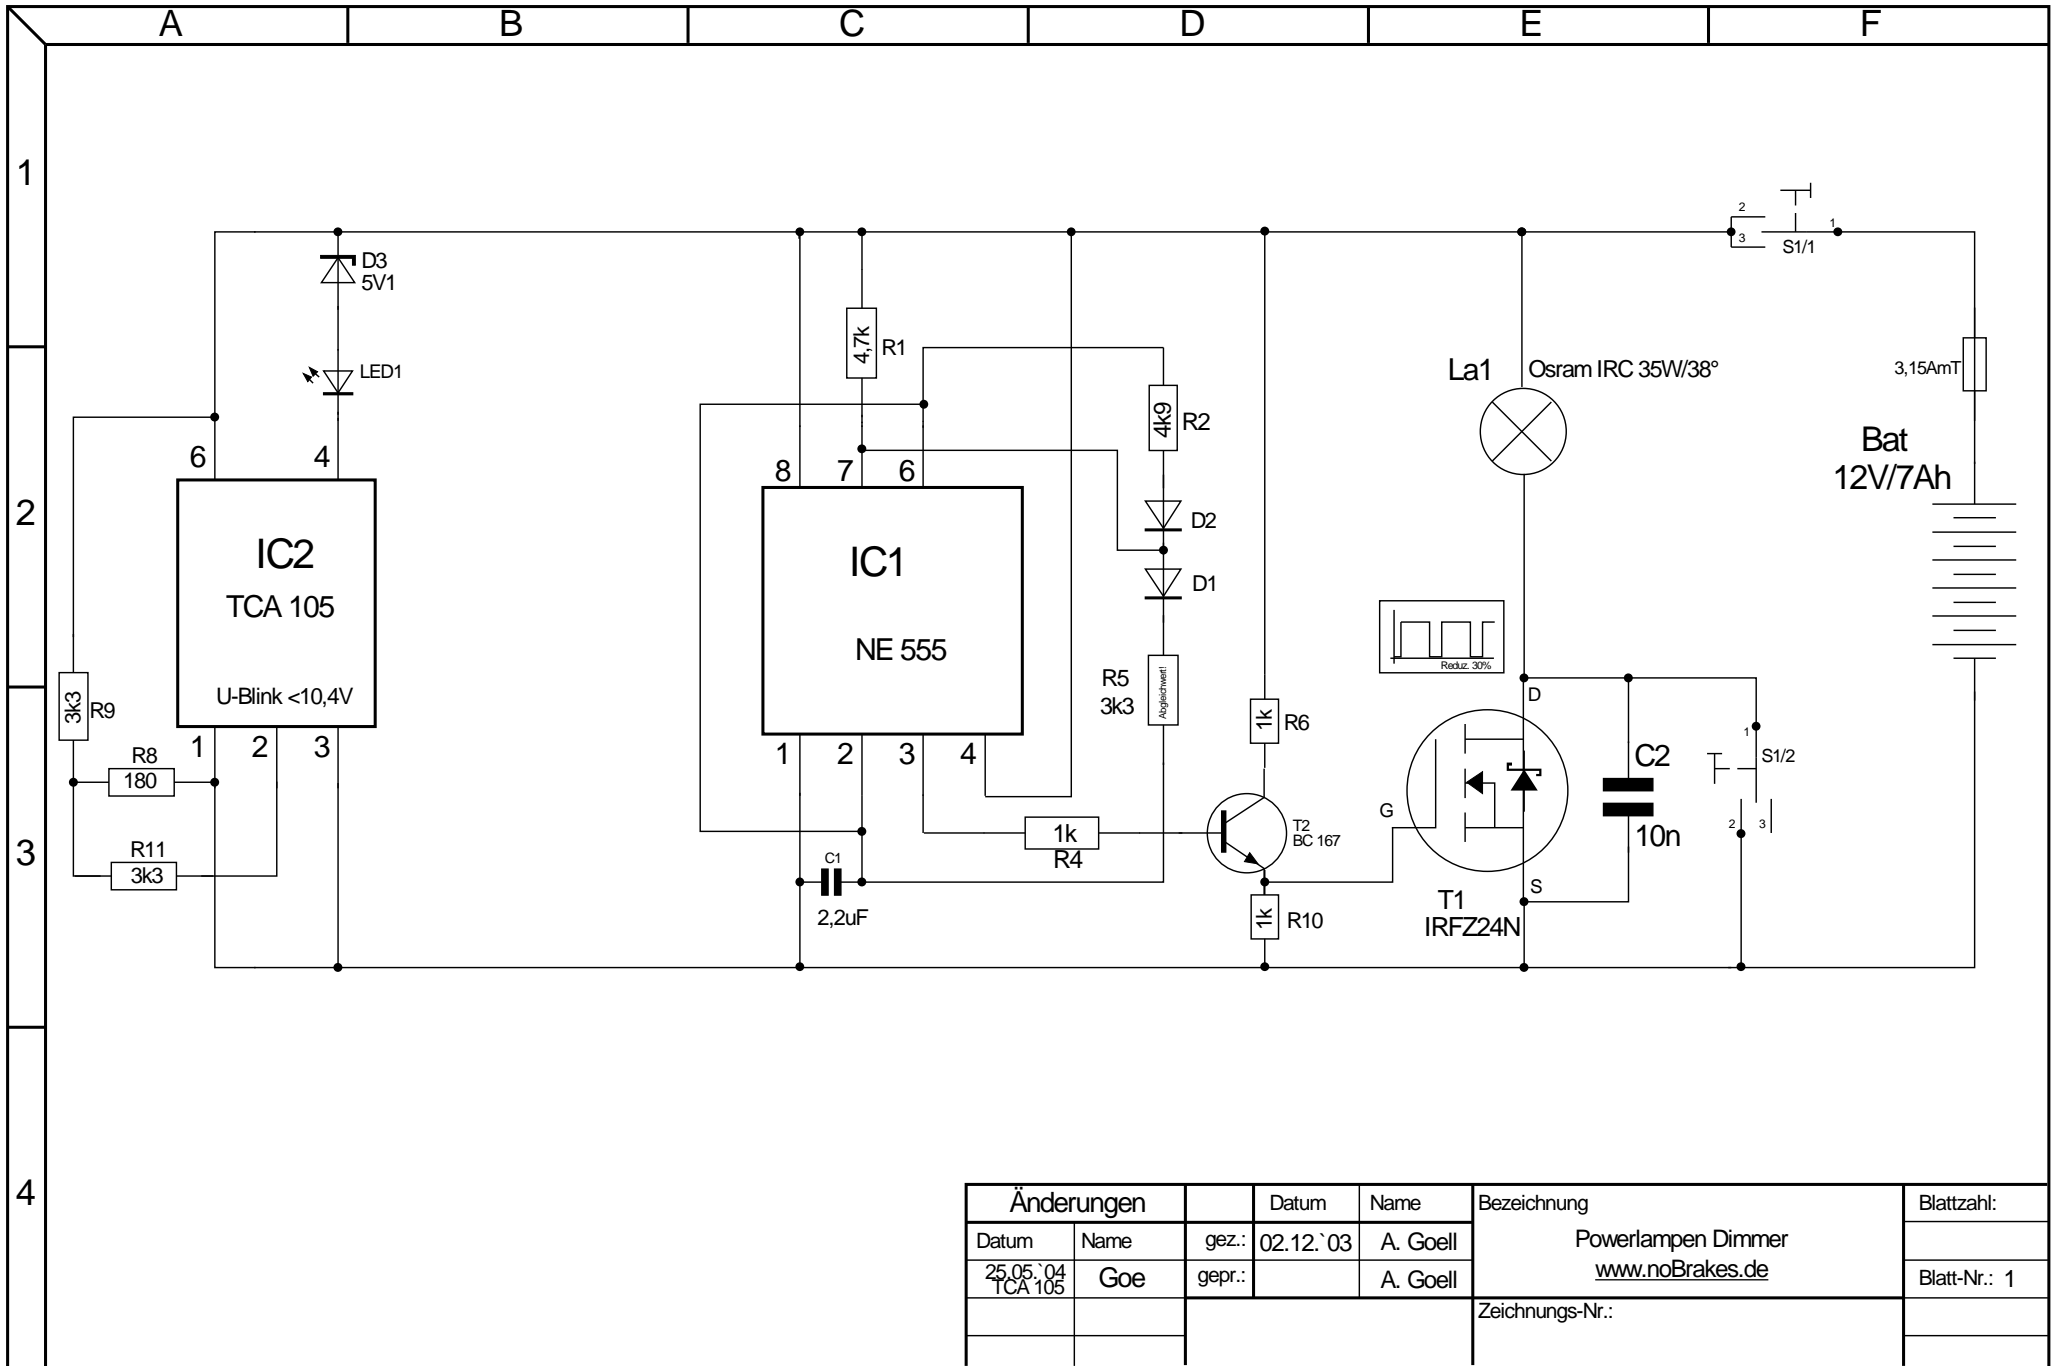 A B C D E F
1
2
3
4
D3
5V1
LED1
6 4
IC2
TCA 105
U-Blink <10,4V
1 2 3
3k3
R9
R8
180
R11
3k3
4,7k
R1
8 7 6
IC1
NE 555
1 2 3 4
C1
2,2uF
4k9
R2
D2
D1
R5
3k3
Abgleichwert!
1k
R4
1k
R6
T2
BC 167
1k
R10
La1
Osram IRC 35W/38°
Reduz. 30%
D
G
S
T1
IRFZ24N
C2
10n
2
3
1
S1/1
1
S1/2
2 3
3,15AmT
Bat
12V/7Ah
Änderungen
Datum Name
25.05.`04
TCA 105
Goe
Datum Name
gez.: 02.12.`03 A. Goell
gepr.: A. Goell
Bezeichnung
Powerlampen Dimmer
www.noBrakes.de
Zeichnungs-Nr.:
Blattzahl:
Blatt-Nr.: 1